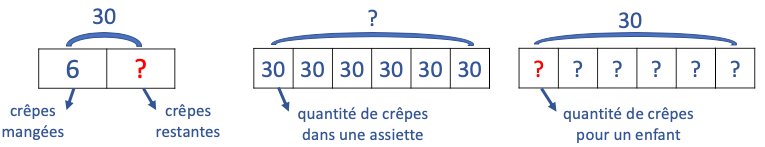 30
6 ?
crêpes
mangées
crêpes
restantes
?
30 30 30 30 30 30
quantité de crêpes
dans une assiette
30
? ? ? ? ? ?
quantité de crêpes
pour un enfant